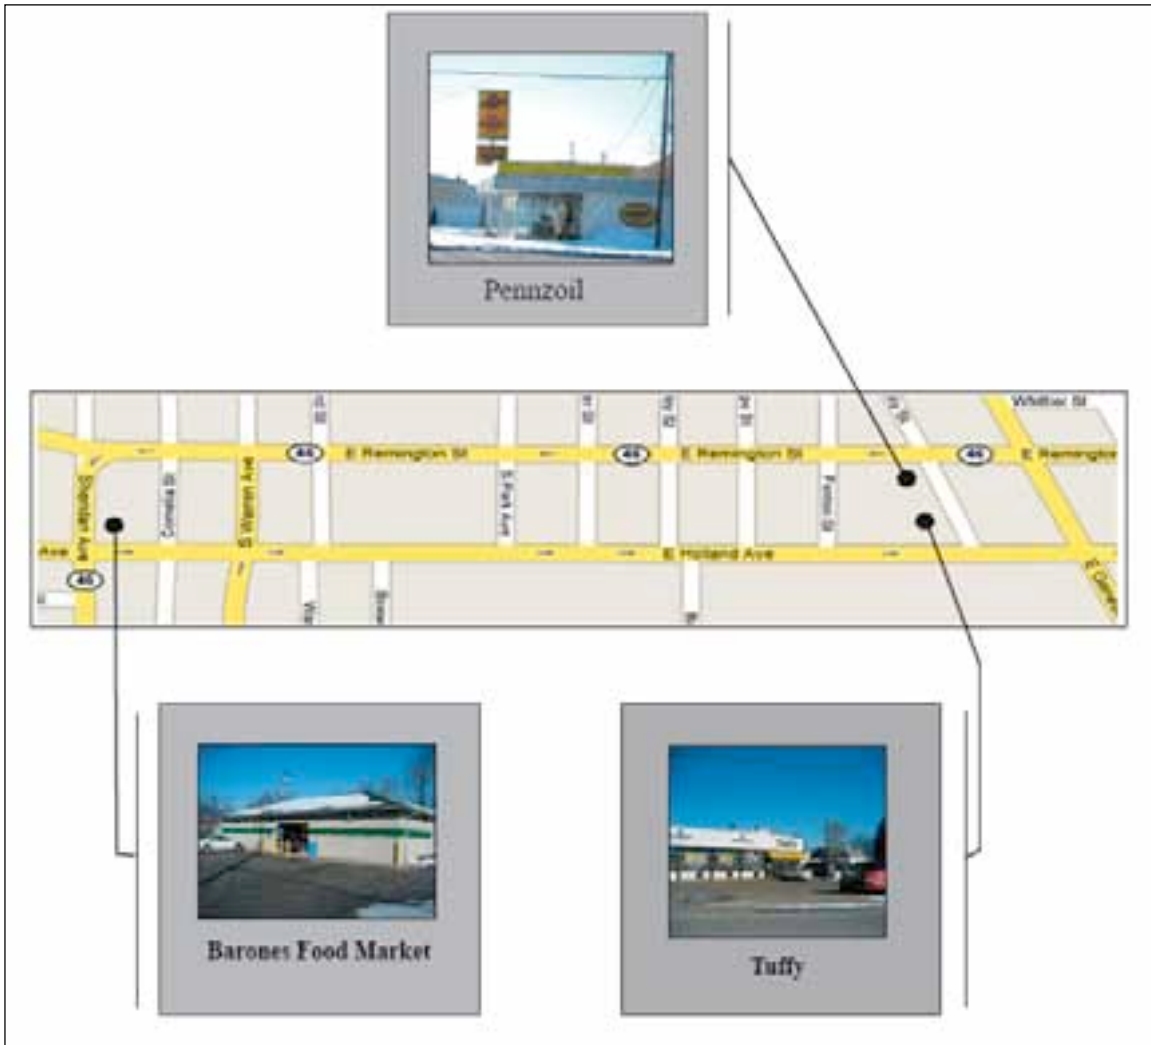 Pennzoil
Whittier St
46
E Remington St
46
E Remington St
46
E Remington
Sheridan Ave
Cornelia St
S Warren Ave
S Park Ave
Fenton St
Ave
E Holland Ave
46
Barones Food Market
Tuffy